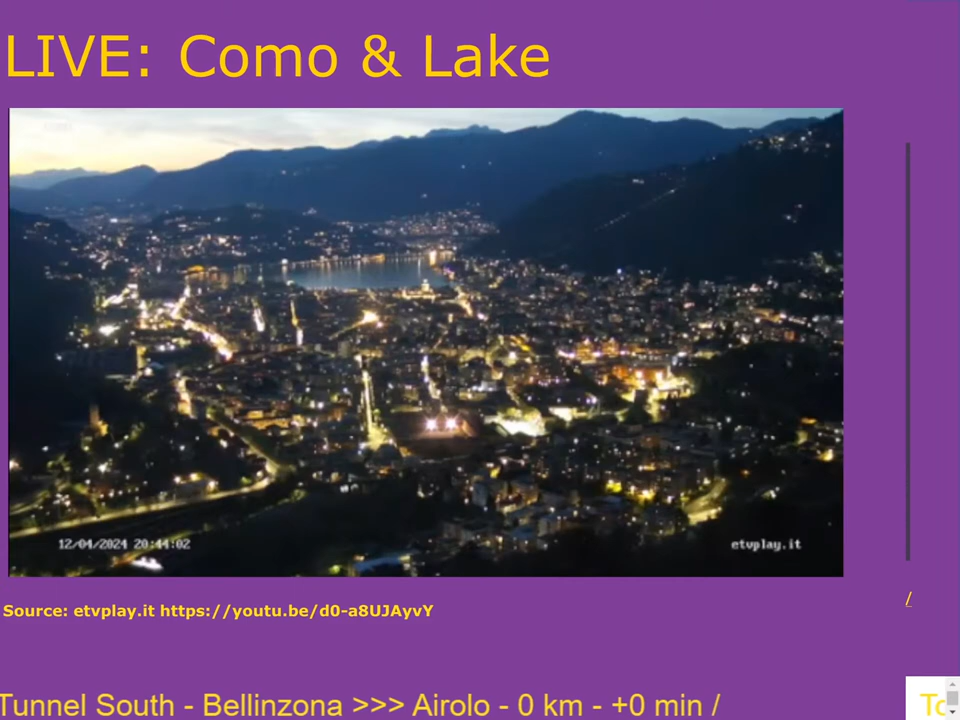 LIVE: Como & Lake
12/04/2024 20:44:02
etvplay.it
Source: etvplay.it https://youtu.be/d0-a8UJAyvY
/
Tunnel South - Bellinzona >>> Airolo - 0 km - +0 min /